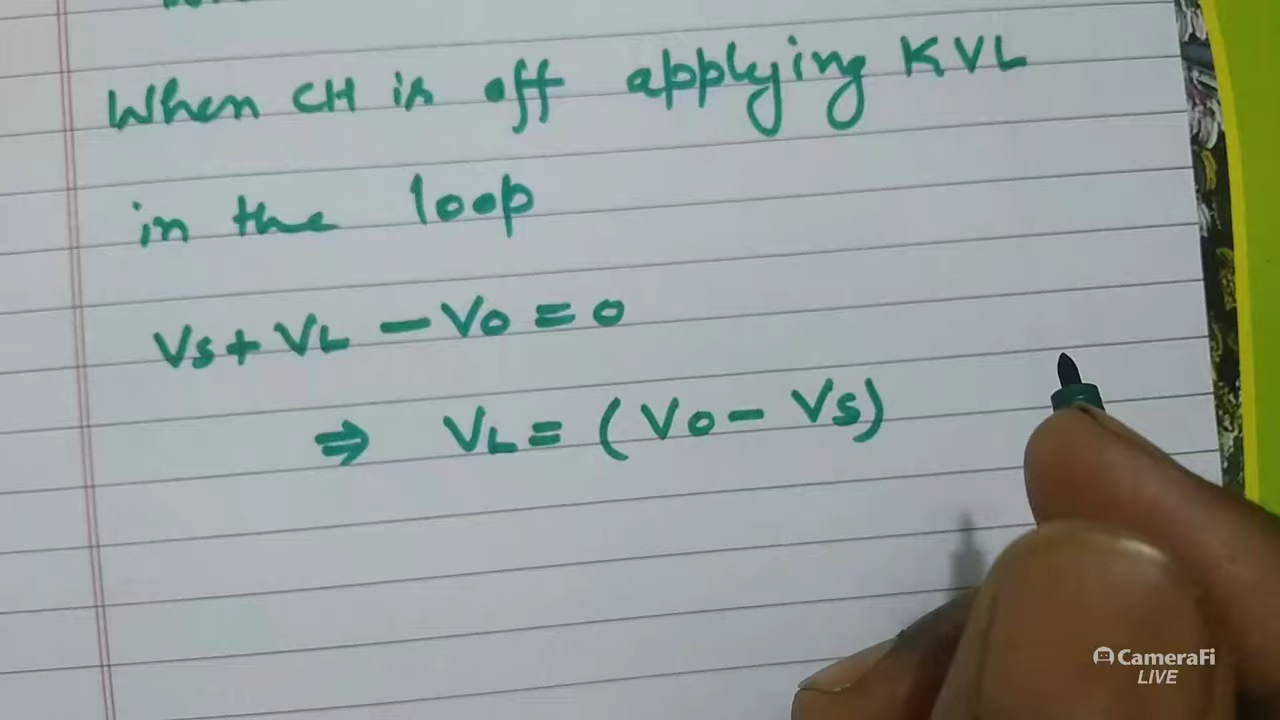 When CH is off applying KVL
in the loop
Vs + VL - Vo = 0
⇒ VL = (Vo - Vs)
CameraFi
LIVE